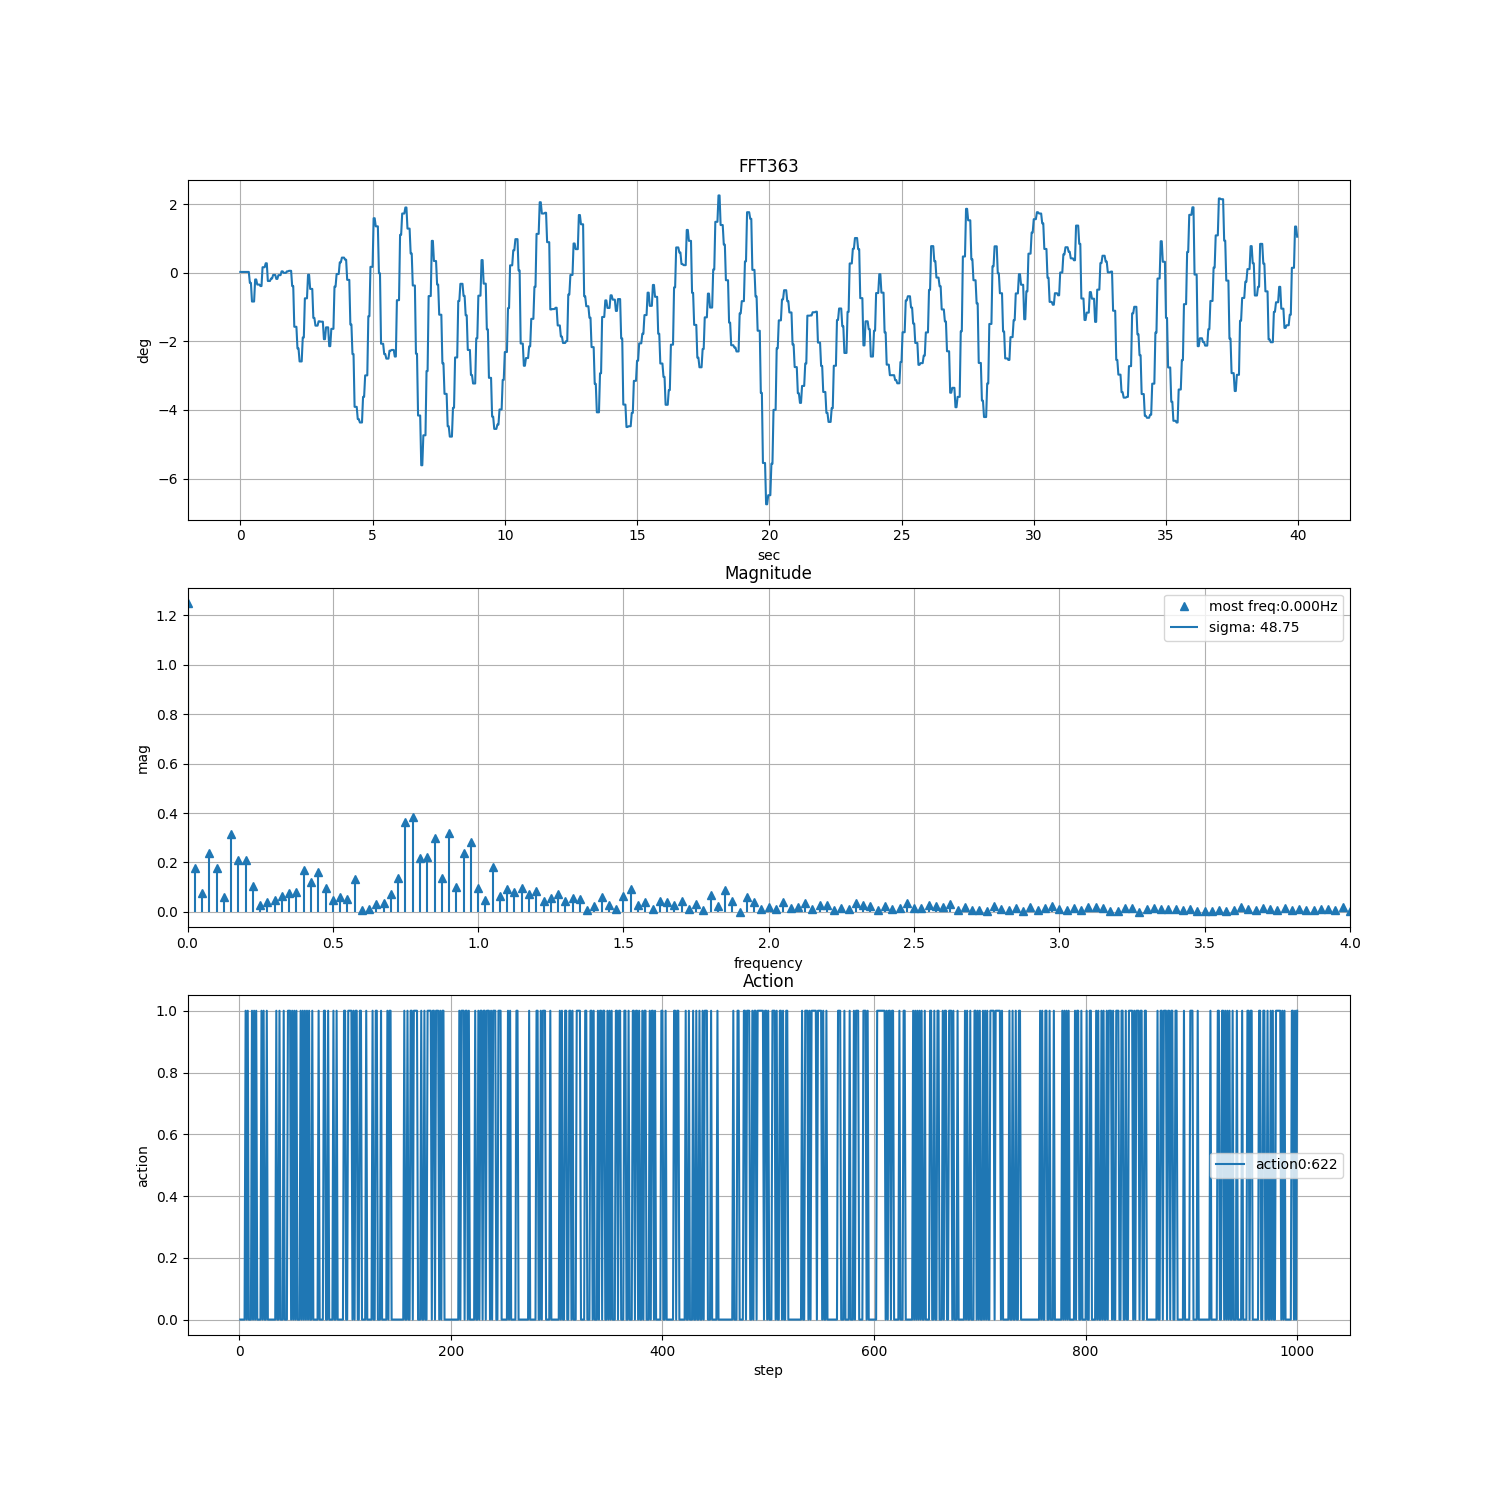 FFT363
2
0
−2
−4
−6
deg
0 5 10 15 20 25 30 35 40
sec
Magnitude
1.2
1.0
0.8
0.6
0.4
0.2
0.0
mag
most freq:0.000Hz
sigma: 48.75
0.0 0.5 1.0 1.5 2.0 2.5 3.0 3.5 4.0
frequency
Action
1.0
0.8
0.6
0.4
0.2
0.0
action
action0:622
0 200 400 600 800 1000
step